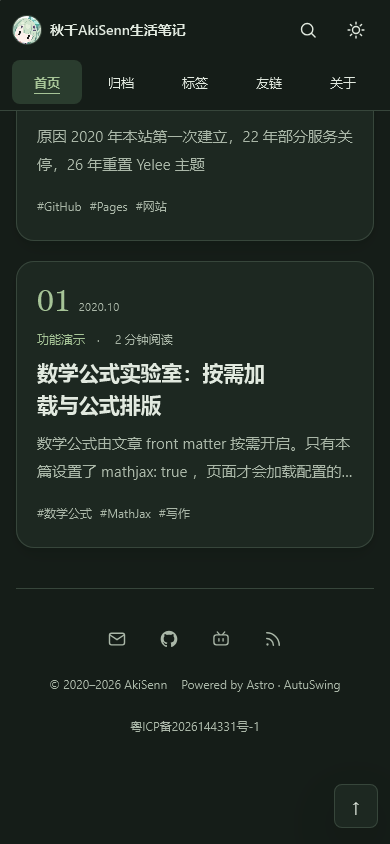 秋千AkiSenn生活笔记
首页 归档 标签 友链 关于
原因 2020 年本站第一次建立，22 年部分服务关
停，26 年重置 Yelee 主题
#GitHub #Pages #网站
01 2020.10
功能演示 · 2 分钟阅读
数学公式实验室：按需加
载与公式排版
数学公式由文章 front matter 按需开启。只有本
篇设置了 mathjax: true ，页面才会加载配置的...
#数学公式 #MathJax #写作
© 2020–2026 AkiSenn Powered by Astro · AutuSwing
粤ICP备2026144331号-1
↑